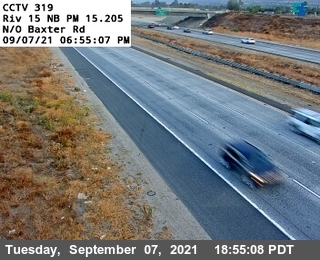 CCTV 319
Riv 15 NB PM 15.205
N/O Baxter Rd
09/07/21 06:55:07 PM
Tuesday, September 07, 2021 18:55:08 PDT